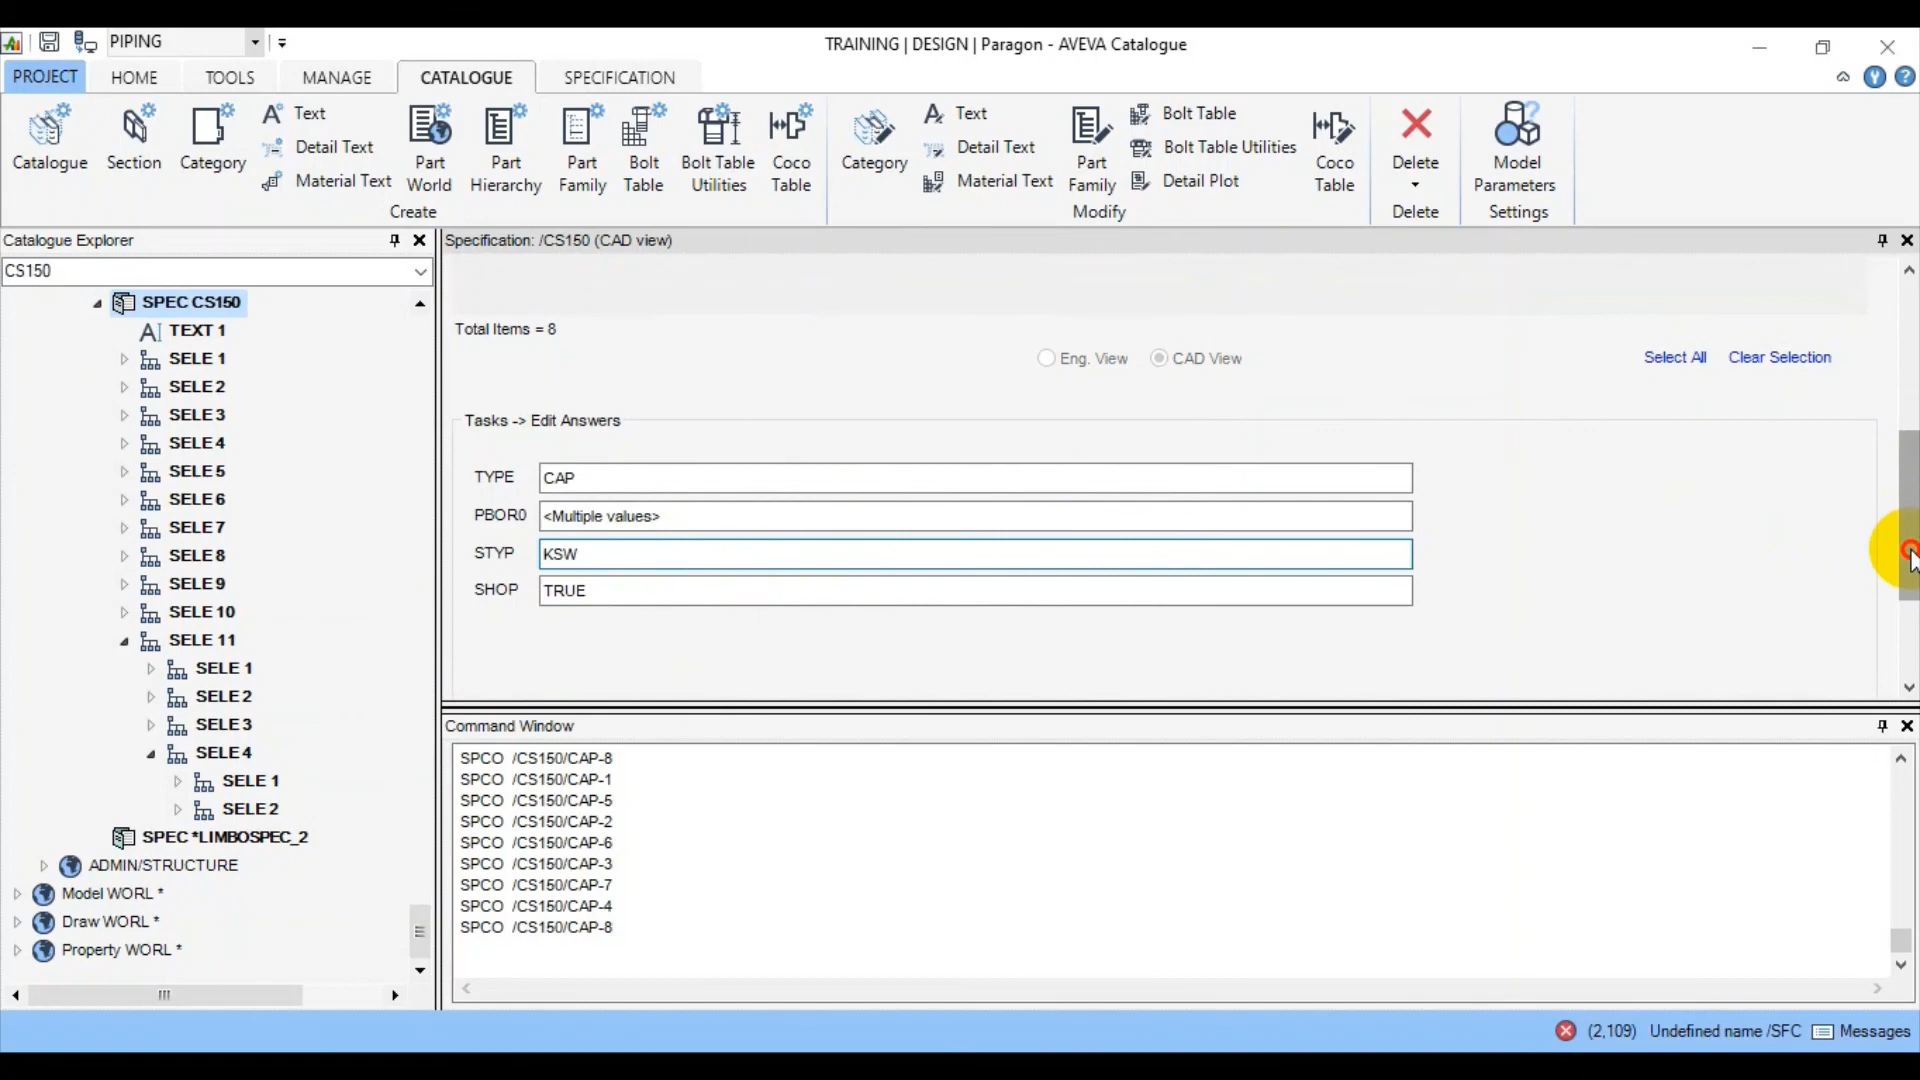 PIPING
TRAINING | DESIGN | Paragon - AVEVA Catalogue
PROJECT HOME TOOLS MANAGE CATALOGUE SPECIFICATION
Catalogue Section Category
Text
Detail Text
Material Text
Part World
Part Hierarchy
Part Family
Bolt Table
Bolt Table Utilities
Coco Table
Create
Category
Text
Detail Text
Material Text
Part Family
Bolt Table
Bolt Table Utilities
Detail Plot
Coco Table
Modify
Delete
Delete
Model Parameters
Settings
Catalogue Explorer
CS150
SPEC CS150
TEXT 1
SELE 1
SELE 2
SELE 3
SELE 4
SELE 5
SELE 6
SELE 7
SELE 8
SELE 9
SELE 10
SELE 11
SELE 1
SELE 2
SELE 3
SELE 4
SELE 1
SELE 2
SPEC *LIMBOSPEC_2
ADMIN/STRUCTURE
Model WORL *
Draw WORL *
Property WORL *
Specification: /CS150 (CAD view)
Total Items = 8
Eng. View CAD View Select All Clear Selection
Tasks -> Edit Answers
TYPE CAP
PBOR0 <Multiple values>
STYP KSW
SHOP TRUE
Command Window
SPCO /CS150/CAP-8
SPCO /CS150/CAP-1
SPCO /CS150/CAP-5
SPCO /CS150/CAP-2
SPCO /CS150/CAP-6
SPCO /CS150/CAP-3
SPCO /CS150/CAP-7
SPCO /CS150/CAP-4
SPCO /CS150/CAP-8
(2,109) Undefined name /SFC Messages